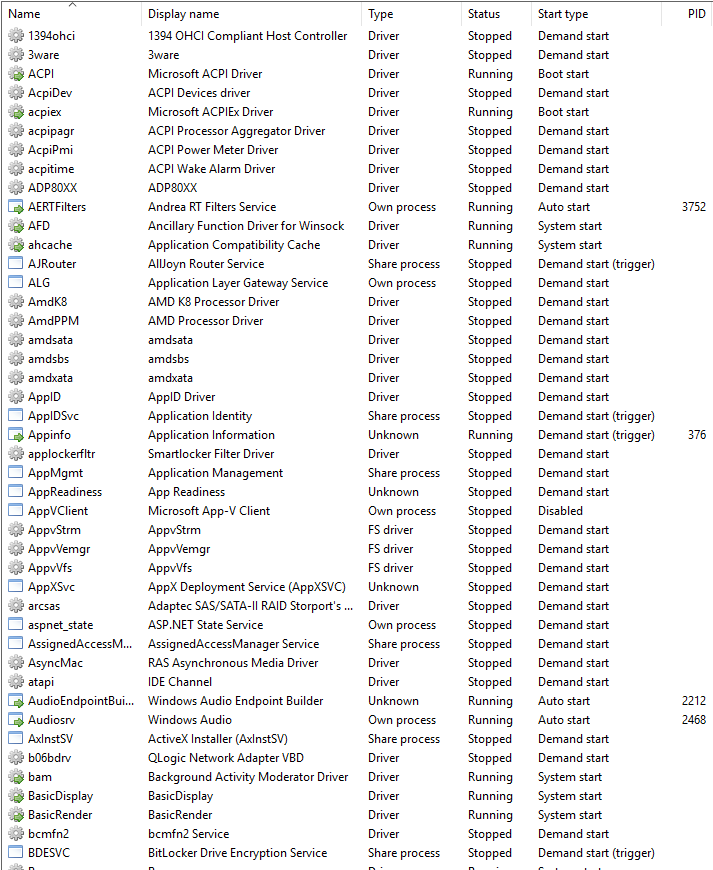 Name Display name Type Status Start type PID
1394ohci 1394 OHCI Compliant Host Controller Driver Stopped Demand start
3ware 3ware Driver Stopped Demand start
ACPI Microsoft ACPI Driver Driver Running Boot start
AcpiDev ACPI Devices driver Driver Stopped Demand start
acpiex Microsoft ACPIEx Driver Driver Running Boot start
acpipagr ACPI Processor Aggregator Driver Driver Stopped Demand start
AcpiPmi ACPI Power Meter Driver Driver Stopped Demand start
acpitime ACPI Wake Alarm Driver Driver Stopped Demand start
ADP80XX ADP80XX Driver Stopped Demand start
AERTFilters Andrea RT Filters Service Own process Running Auto start 3752
AFD Ancillary Function Driver for Winsock Driver Running System start
ahcache Application Compatibility Cache Driver Running System start
AJRouter AllJoyn Router Service Share process Stopped Demand start (trigger)
ALG Application Layer Gateway Service Own process Stopped Demand start
AmdK8 AMD K8 Processor Driver Driver Stopped Demand start
AmdPPM AMD Processor Driver Driver Stopped Demand start
amdsata amdsata Driver Stopped Demand start
amdsbs amdsbs Driver Stopped Demand start
amdxata amdxata Driver Stopped Demand start
AppID AppID Driver Driver Stopped Demand start
AppIDSvc Application Identity Share process Stopped Demand start (trigger)
Appinfo Application Information Unknown Running Demand start (trigger) 376
applockerfltr Smartlocker Filter Driver Driver Stopped Demand start
AppMgmt Application Management Share process Stopped Demand start
AppReadiness App Readiness Unknown Stopped Demand start
AppVClient Microsoft App-V Client Own process Stopped Disabled
AppvStrm AppvStrm FS driver Stopped Demand start
AppvVemgr AppvVemgr FS driver Stopped Demand start
AppvVfs AppvVfs FS driver Stopped Demand start
AppXSvc AppX Deployment Service (AppXSVC) Unknown Stopped Demand start
arcsas Adaptec SAS/SATA-II RAID Storport's ... Driver Stopped Demand start
aspnet_state ASP.NET State Service Own process Stopped Demand start
AssignedAccessM... AssignedAccessManager Service Share process Stopped Demand start
AsyncMac RAS Asynchronous Media Driver Driver Stopped Demand start
atapi IDE Channel Driver Stopped Demand start
AudioEndpointBui... Windows Audio Endpoint Builder Unknown Running Auto start 2212
Audiosrv Windows Audio Own process Running Auto start 2468
AxInstSV ActiveX Installer (AxInstSV) Share process Stopped Demand start
b06bdrv QLogic Network Adapter VBD Driver Stopped Demand start
bam Background Activity Moderator Driver Driver Running System start
BasicDisplay BasicDisplay Driver Running System start
BasicRender BasicRender Driver Running System start
bcmfn2 bcmfn2 Service Driver Stopped Demand start
BDESVC BitLocker Drive Encryption Service Share process Stopped Demand start (trigger)